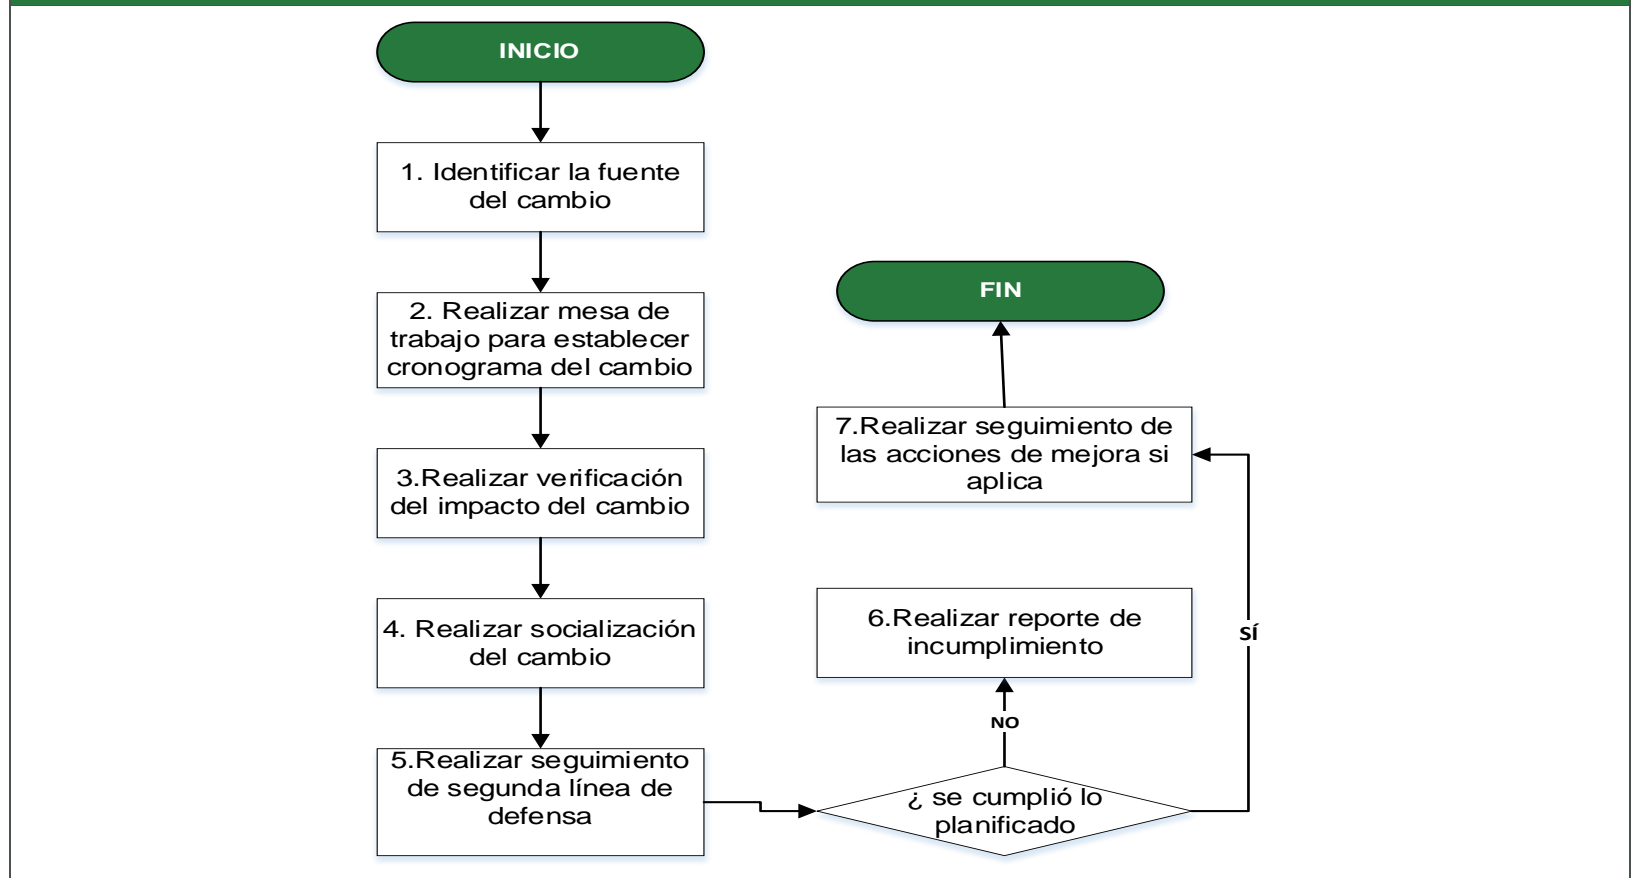 INICIO
1. Identificar la fuente
del cambio
2. Realizar mesa de
trabajo para establecer
cronograma del cambio
3.Realizar verificación
del impacto del cambio
4. Realizar socialización
del cambio
5.Realizar seguimiento
de segunda línea de
defensa
¿ se cumplió lo
planificado
NO
6.Realizar reporte de
incumplimiento
SÍ
7.Realizar seguimiento de
las acciones de mejora si
aplica
FIN